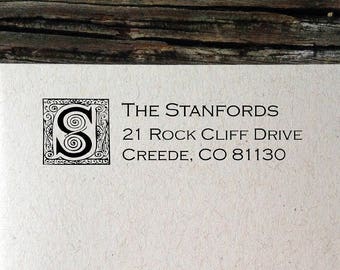 S
The Stanfords
21 Rock Cliff Drive
Creede, CO 81130